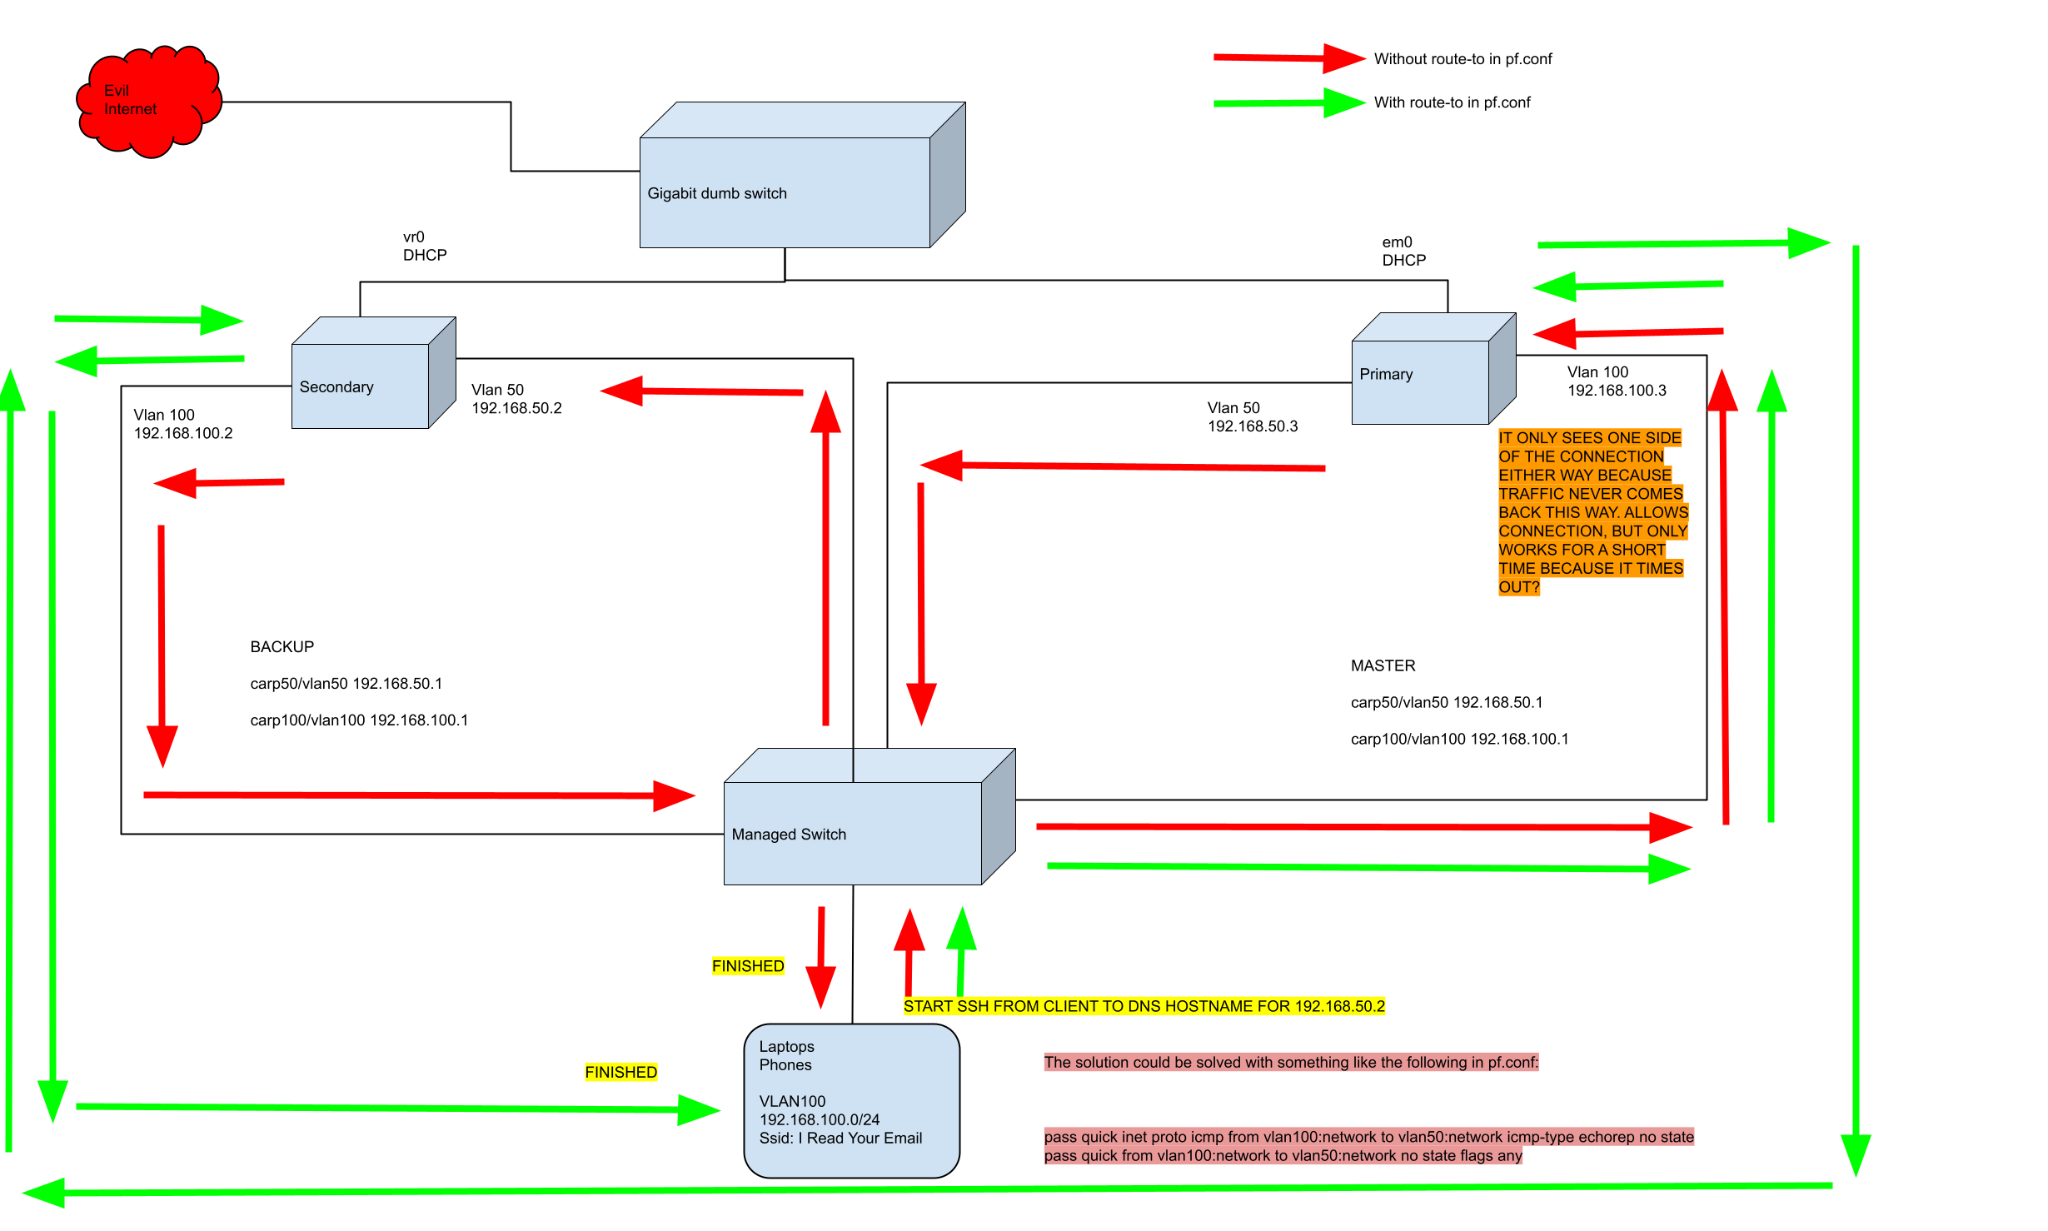 Evil
Internet
Without route-to in pf.conf
With route-to in pf.conf
Gigabit dumb switch
vr0
DHCP
em0
DHCP
Secondary
Primary
Vlan 50
192.168.50.2
Vlan 100
192.168.100.2
Vlan 50
192.168.50.3
Vlan 100
192.168.100.3
IT ONLY SEES ONE SIDE
OF THE CONNECTION
EITHER WAY BECAUSE
TRAFFIC NEVER COMES
BACK THIS WAY. ALLOWS
CONNECTION, BUT ONLY
WORKS FOR A SHORT
TIME BECAUSE IT TIMES
OUT?
BACKUP
carp50/vlan50 192.168.50.1
carp100/vlan100 192.168.100.1
MASTER
carp50/vlan50 192.168.50.1
carp100/vlan100 192.168.100.1
Managed Switch
FINISHED
START SSH FROM CLIENT TO DNS HOSTNAME FOR 192.168.50.2
FINISHED
Laptops
Phones
VLAN100
192.168.100.0/24
Ssid: I Read Your Email
The solution could be solved with something like the following in pf.conf:
pass quick inet proto icmp from vlan100:network to vlan50:network icmp-type echorep no state
pass quick from vlan100:network to vlan50:network no state flags any